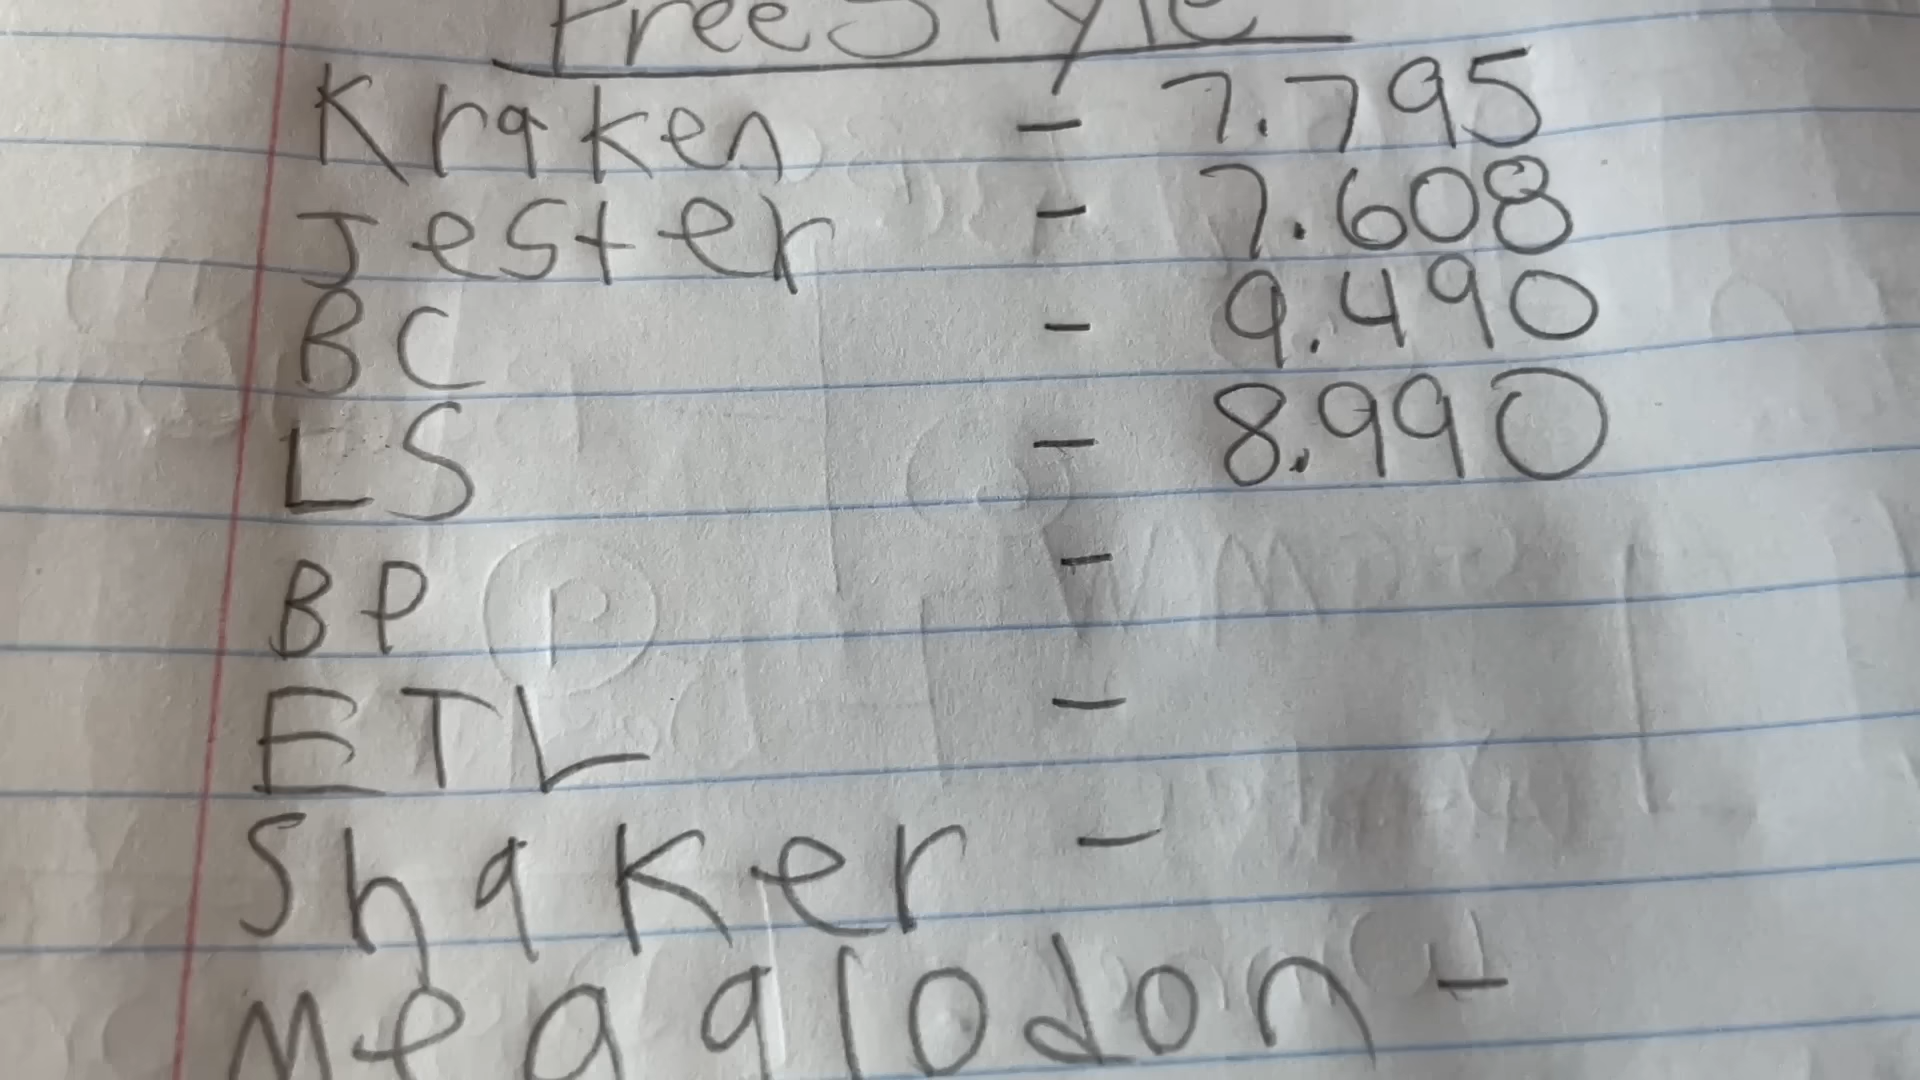 FreeStyle
Kraken - 7.795
Jester - 7.608
BC - 9.490
LS - 8.990
BP -
ETL -
Shaker -
Megalodon -